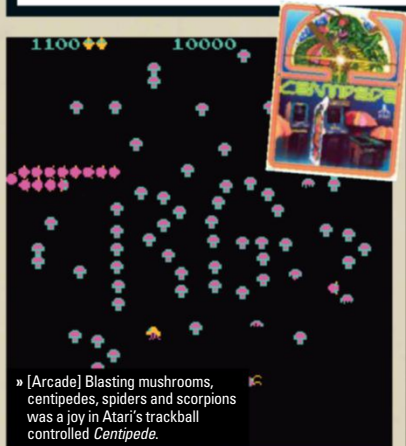 1100 10000
CENTIPEDE
» [Arcade] Blasting mushrooms,
centipedes, spiders and scorpions
was a joy in Atari's trackball
controlled Centipede.